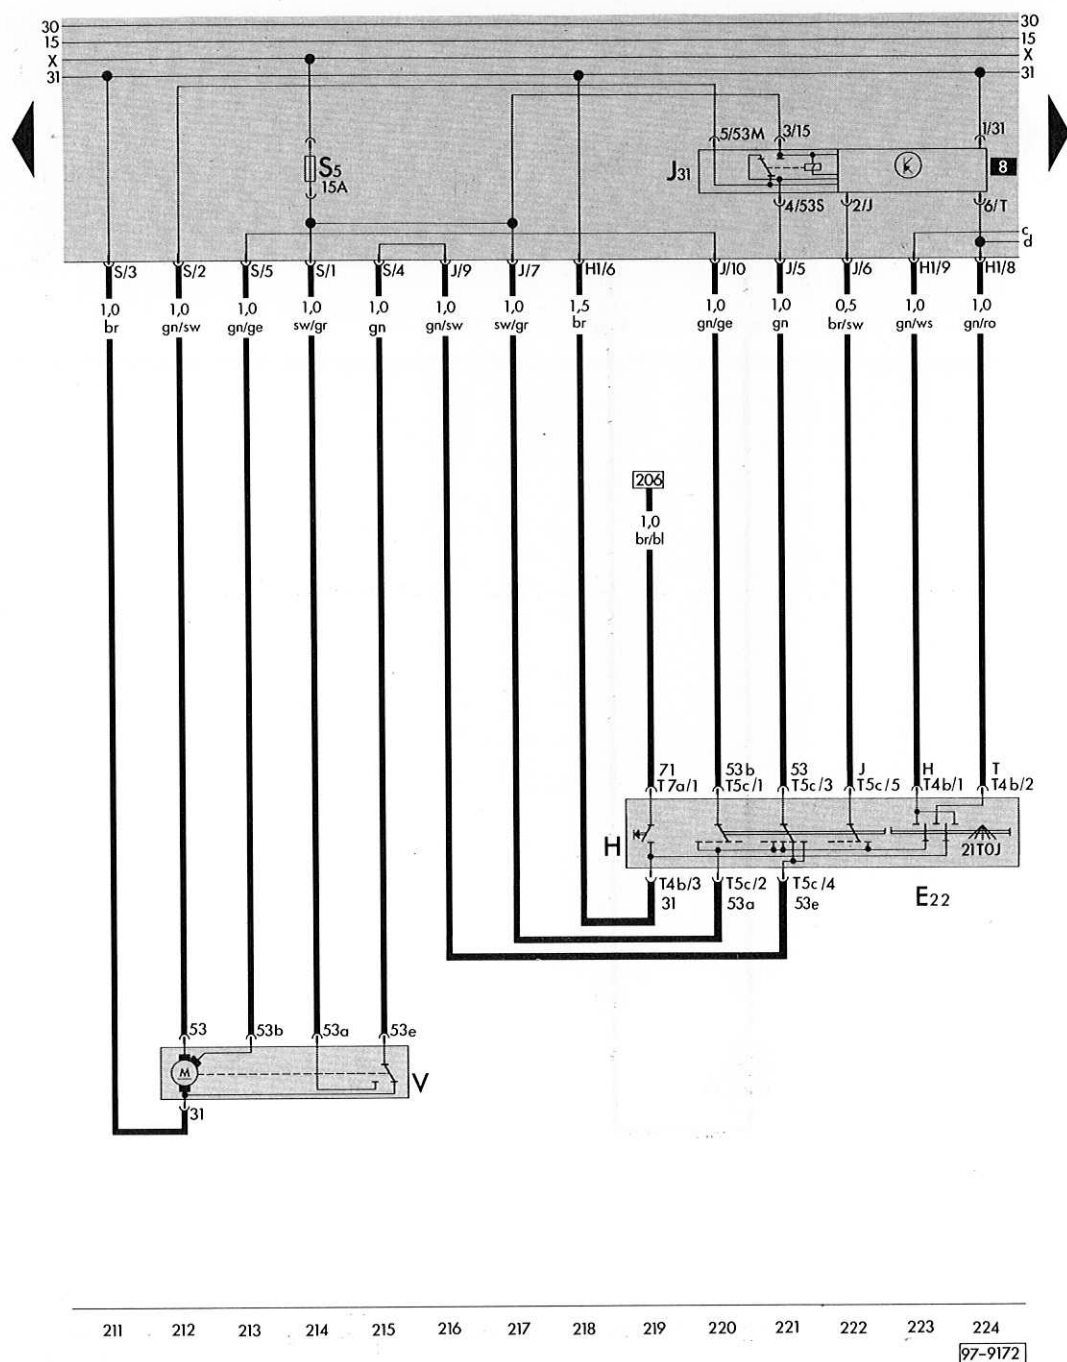 30 30
15 15
X X
31 31
5/53M 3/15 1/31
S5 J31 8
15A
4/53S 2/J 6/T
c
d
S/3 S/2 S/5 S/1 S/4 J/9 J/7 H1/6 J/10 J/5 J/6 H1/9 H1/8
1,0 1,0 1,0 1,0 1,0 1,0 1,0 1,5 1,0 1,0 0,5 1,0 1,0
br gn/sw gn/ge sw/gr gn gn/sw sw/gr br gn/ge gn br/sw gn/ws gn/ro
206
1,0
br/bl
71 53b 53 J H T
T7a/1 T5c/1 T5c/3 T5c/5 T4b/1 T4b/2
H 21T0J
T4b/3 T5c/2 T5c/4
31 53a 53e
E22
53 53b 53a 53e
M V
31
211 212 213 214 215 216 217 218 219 220 221 222 223 224
97-9172